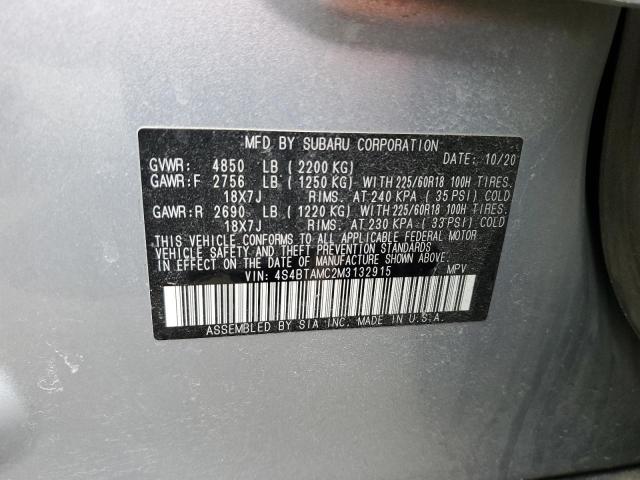 MFD BY SUBARU CORPORATION
GVWR: 4850 LB ( 2200 KG) DATE: 10/20
GAWR:F 2756 LB ( 1250 KG) WITH 225/60R18 100H TIRES.
18X7J RIMS. AT 240 KPA ( 35 PSI) COLD
GAWR:R 2690 LB ( 1220 KG) WITH 225/60R18 100H TIRES.
18X7J RIMS. AT 230 KPA ( 33 PSI) COLD
THIS VEHICLE CONFORMS TO ALL APPLICABLE FEDERAL MOTOR
VEHICLE SAFETY AND THEFT PREVENTION STANDARDS
IN EFFECT ON THE DATE OF MANUFACTURE SHOWN ABOVE.
VIN: 4S4BTAMC2M3132915 / MPV
ASSEMBLED BY SIA INC. MADE IN U.S.A.